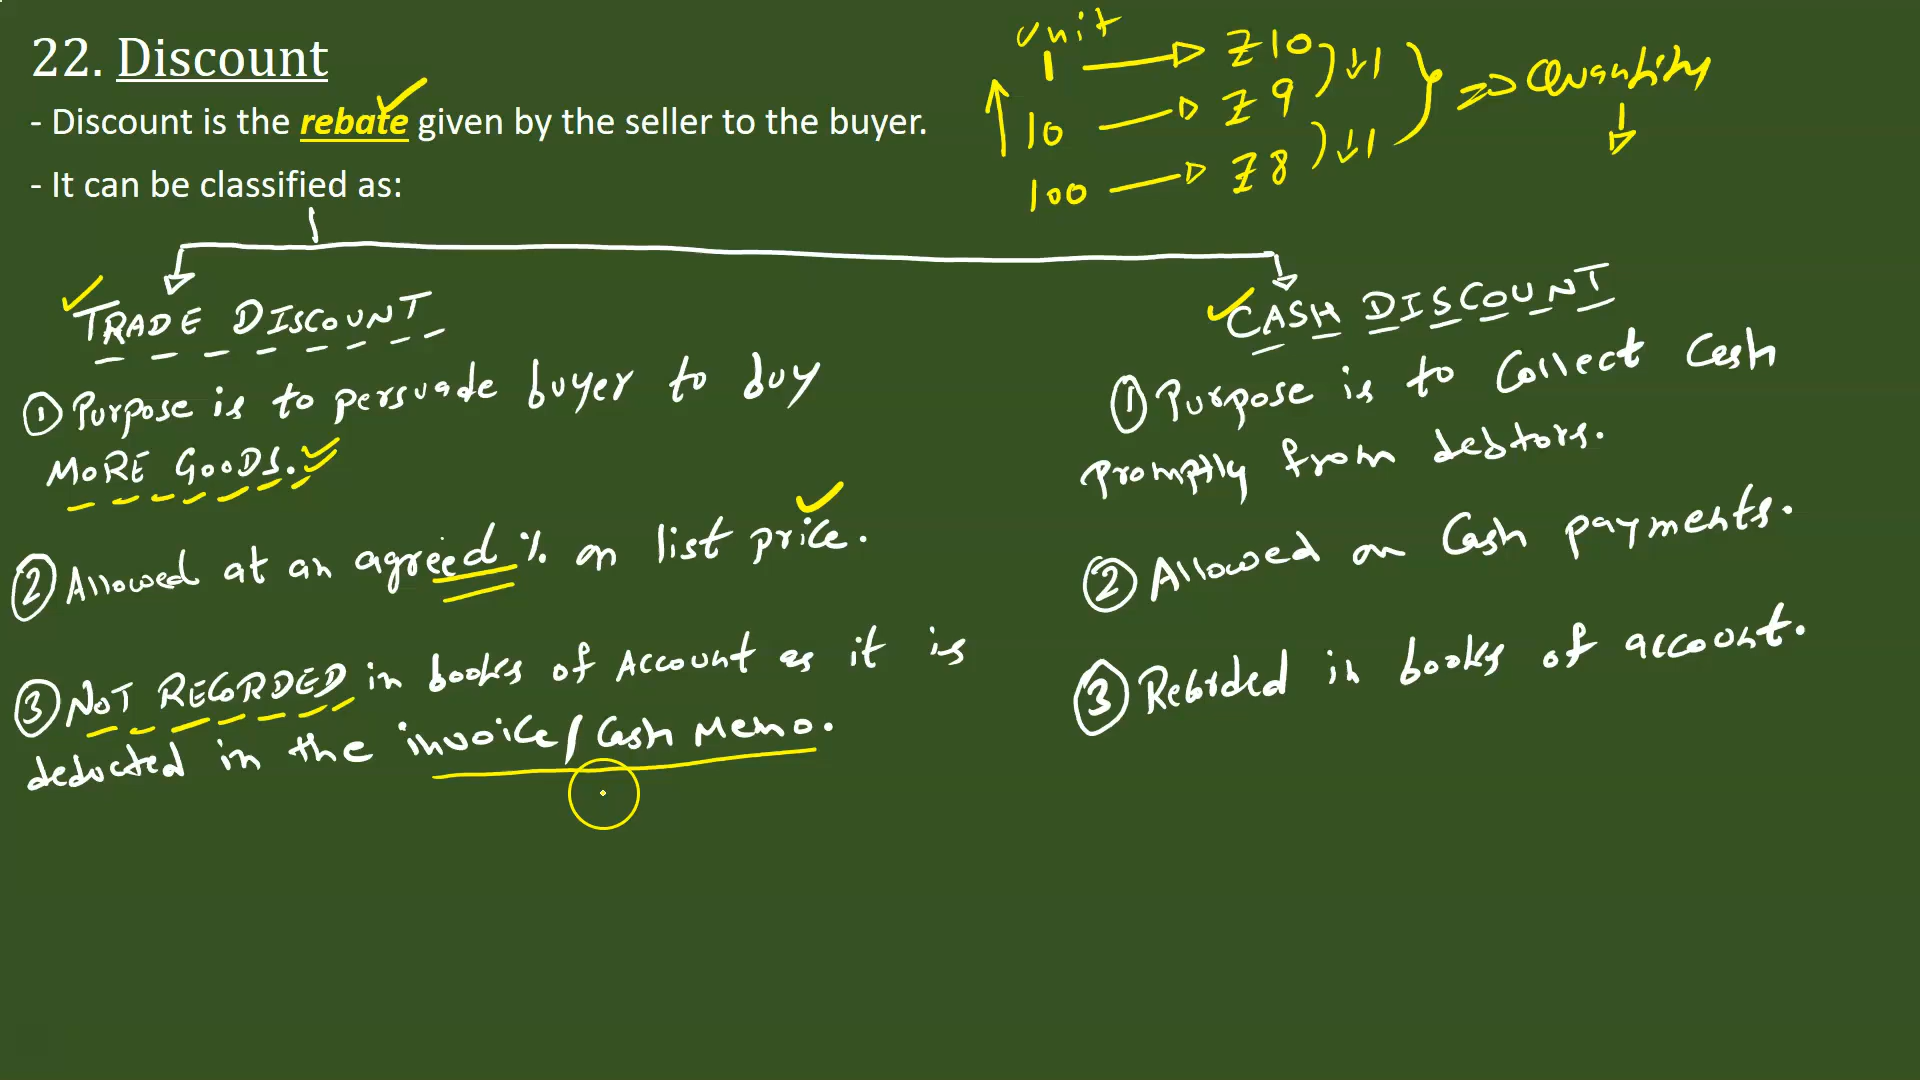 22. Discount
- Discount is the rebate given by the seller to the buyer.
- It can be classified as:
unit
1 → ₹10 ↓1
10 → ₹9 ↓1
100 → ₹8
⇒ Quantity
TRADE DISCOUNT
① Purpose is to persuade buyer to buy
MORE GOODS.
② Allowed at an agreed % on list price.
③ NOT RECORDED in books of Account as it is
deducted in the invoice/Cash Memo.
CASH DISCOUNT
① Purpose is to Collect Cash
promptly from debtors.
② Allowed on Cash payments.
③ Recorded in books of account.